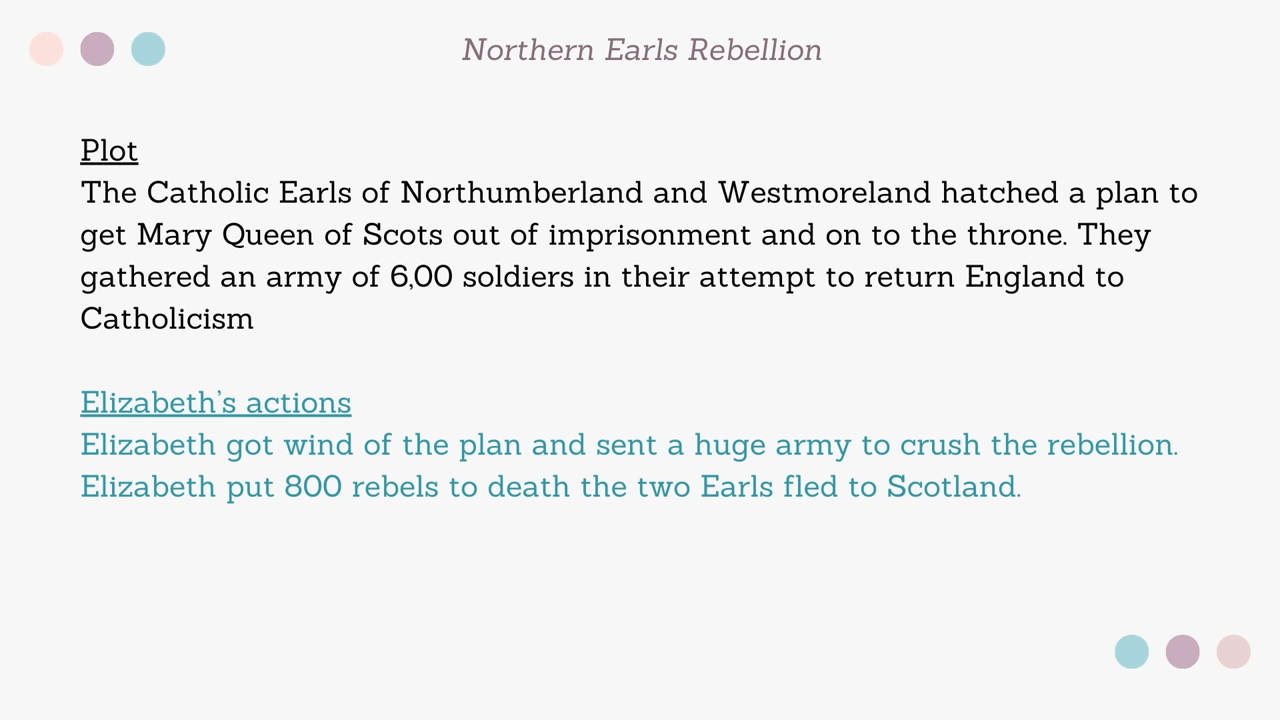 Northern Earls Rebellion
Plot
The Catholic Earls of Northumberland and Westmoreland hatched a plan to
get Mary Queen of Scots out of imprisonment and on to the throne. They
gathered an army of 6,00 soldiers in their attempt to return England to
Catholicism
Elizabeth's actions
Elizabeth got wind of the plan and sent a huge army to crush the rebellion.
Elizabeth put 800 rebels to death the two Earls fled to Scotland.